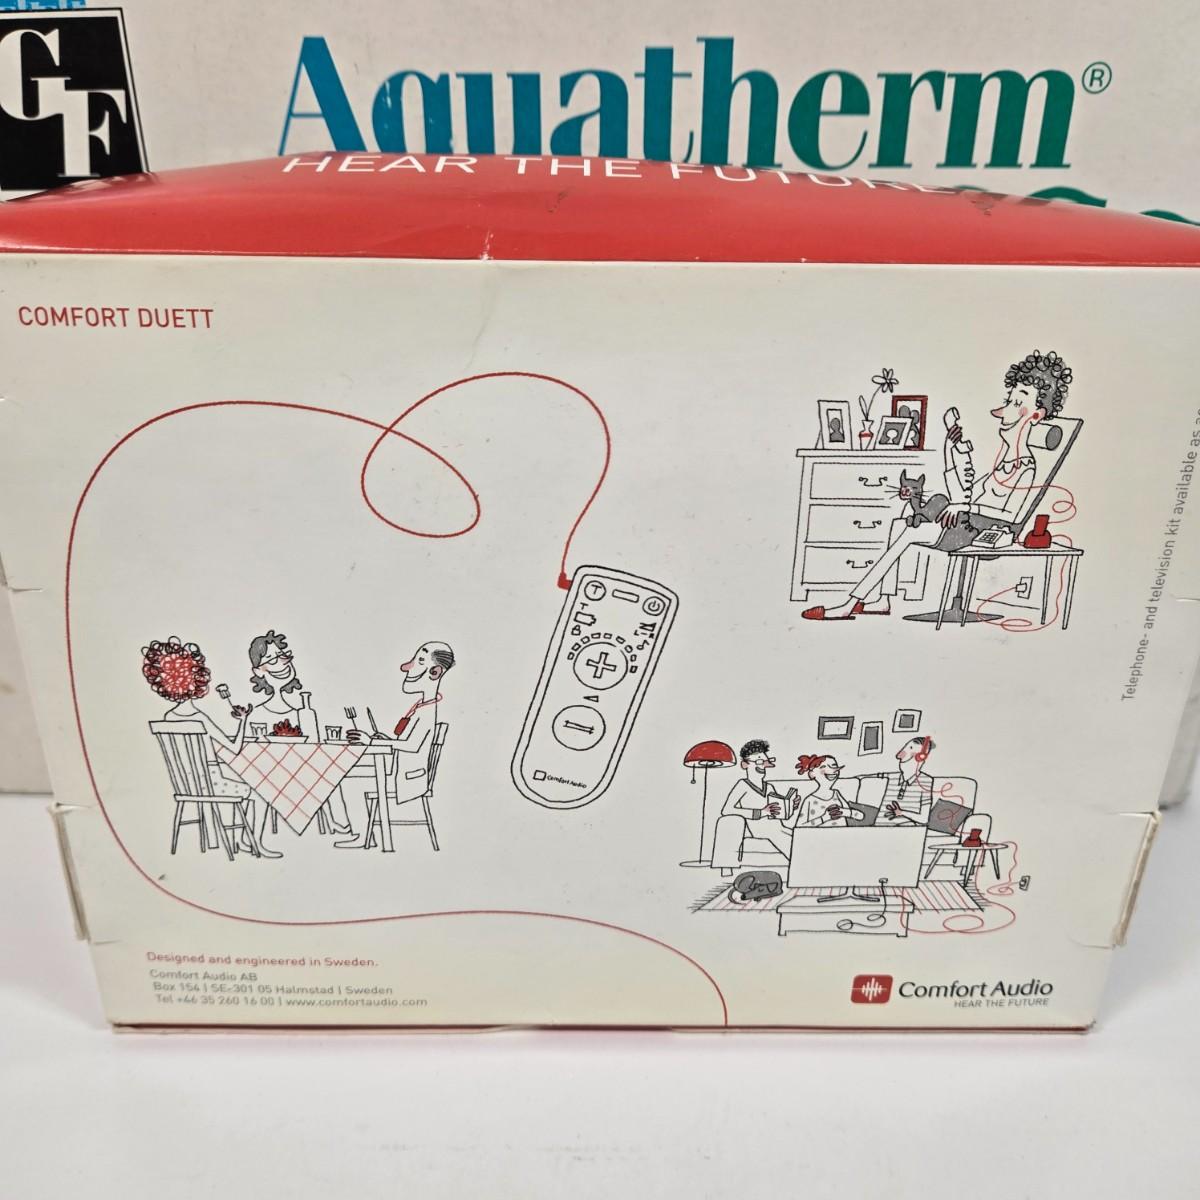 GF
Aquatherm®
HEAR THE FUTURE
COMFORT DUETT
Telephone- and television kit available as
T
T
Comfort Audio
Designed and engineered in Sweden.
Comfort Audio AB
Box 154 | SE-301 05 Halmstad | Sweden
Tel +46 35 260 16 00 | www.comfortaudio.com
Comfort Audio
HEAR THE FUTURE